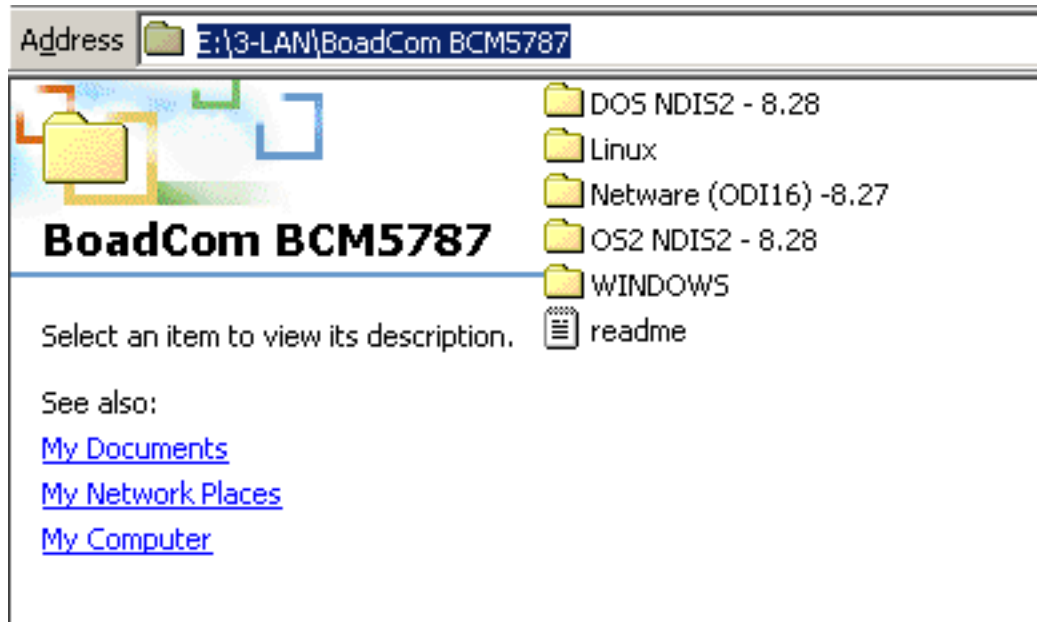 Address E:\3-LAN\BoadCom BCM5787
BoadCom BCM5787
Select an item to view its description.
See also:
My Documents
My Network Places
My Computer
DOS NDIS2 - 8.28
Linux
Netware (ODI16) -8.27
OS2 NDIS2 - 8.28
WINDOWS
readme